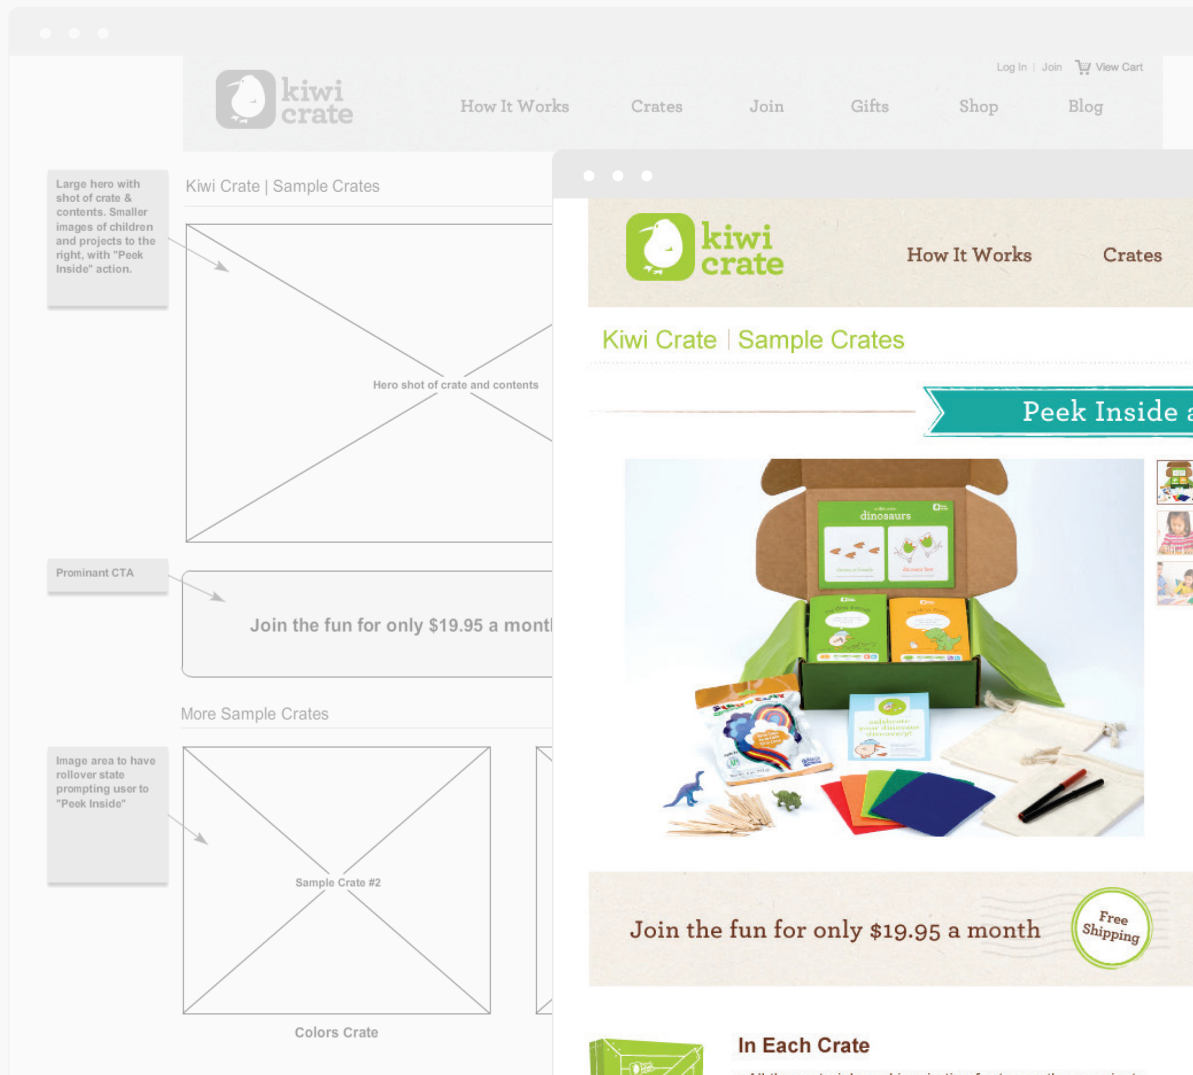 Log In | Join View Cart
kiwi
crate
How It Works Crates Join Gifts Shop Blog
Large hero with
shot of crate &
contents. Smaller
images of children
and projects to the
right, with "Peek
Inside" action.
Kiwi Crate | Sample Crates
Hero shot of crate and contents
Prominant CTA
Join the fun for only $19.95 a month
More Sample Crates
Image area to have
rollover state
prompting user to
"Peek Inside"
Sample Crate #2
Colors Crate
kiwi
crate
How It Works Crates
Kiwi Crate | Sample Crates
Peek Inside a
dinosaurs
celebrate
your dinosaur
discovery!
Join the fun for only $19.95 a month
Free
Shipping
In Each Crate